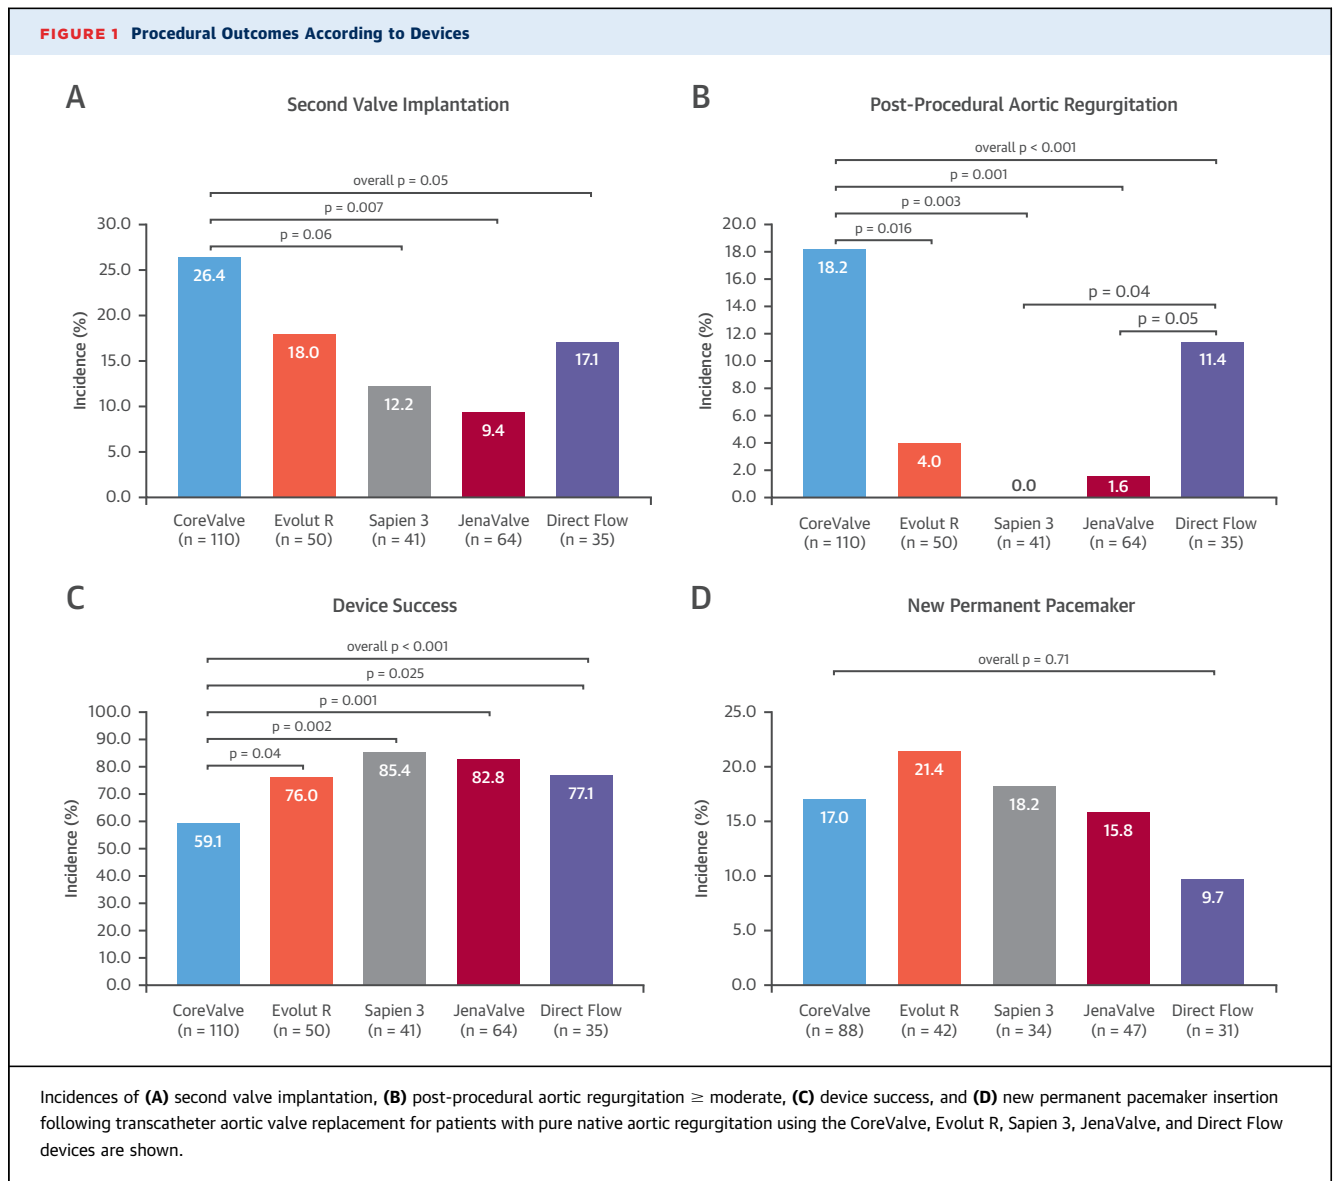 FIGURE 1 Procedural Outcomes According to Devices
A
Second Valve Implantation
overall p = 0.05
p = 0.007
p = 0.06
30.0
25.0
20.0
15.0
10.0
5.0
0.0
Incidence (%)
26.4
18.0
12.2
9.4
17.1
CoreValve Evolut R Sapien 3 JenaValve Direct Flow
(n = 110) (n = 50) (n = 41) (n = 64) (n = 35)
B
Post-Procedural Aortic Regurgitation
overall p < 0.001
p = 0.001
p = 0.003
p = 0.016
p = 0.04
p = 0.05
20.0
18.0
16.0
14.0
12.0
10.0
8.0
6.0
4.0
2.0
0.0
Incidence (%)
18.2
4.0
0.0
1.6
11.4
CoreValve Evolut R Sapien 3 JenaValve Direct Flow
(n = 110) (n = 50) (n = 41) (n = 64) (n = 35)
C
Device Success
overall p < 0.001
p = 0.025
p = 0.001
p = 0.002
p = 0.04
100.0
90.0
80.0
70.0
60.0
50.0
40.0
30.0
20.0
10.0
0.0
Incidence (%)
59.1
76.0
85.4
82.8
77.1
CoreValve Evolut R Sapien 3 JenaValve Direct Flow
(n = 110) (n = 50) (n = 41) (n = 64) (n = 35)
D
New Permanent Pacemaker
overall p = 0.71
25.0
20.0
15.0
10.0
5.0
0.0
Incidence (%)
17.0
21.4
18.2
15.8
9.7
CoreValve Evolut R Sapien 3 JenaValve Direct Flow
(n = 88) (n = 42) (n = 34) (n = 47) (n = 31)
Incidences of (A) second valve implantation, (B) post-procedural aortic regurgitation ≥ moderate, (C) device success, and (D) new permanent pacemaker insertion
following transcatheter aortic valve replacement for patients with pure native aortic regurgitation using the CoreValve, Evolut R, Sapien 3, JenaValve, and Direct Flow
devices are shown.